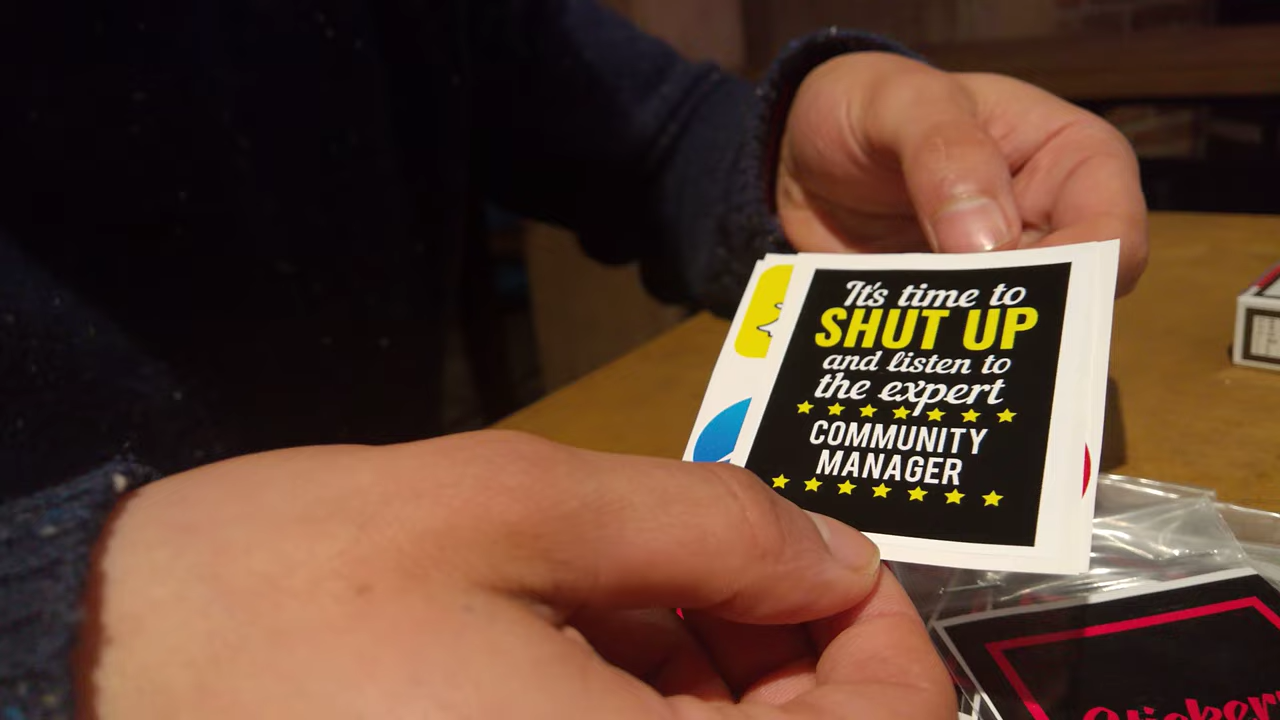 It's time to
SHUT UP
and listen to
the expert
COMMUNITY
MANAGER